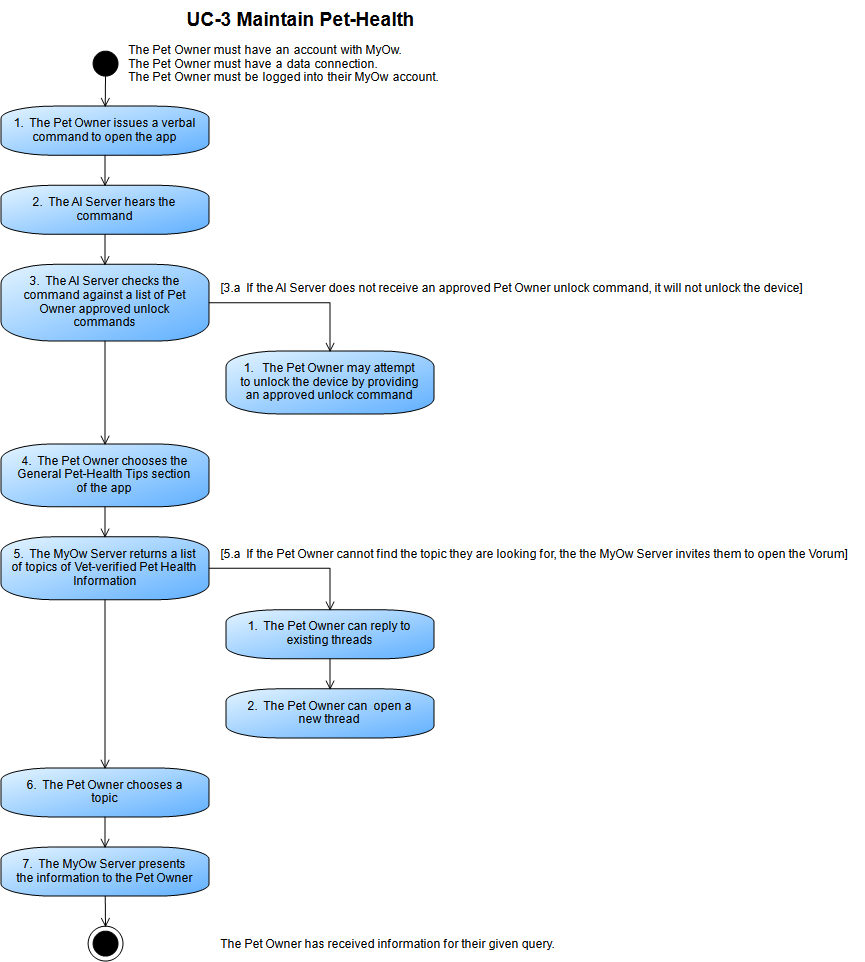 UC-3 Maintain Pet-Health
The Pet Owner must have an account with MyOw.
The Pet Owner must have a data connection.
The Pet Owner must be logged into their MyOw account.
1.  The Pet Owner issues a verbal
command to open the app
2.  The AI Server hears the
command
3.  The AI Server checks the
command against a list of Pet
Owner approved unlock
commands
[3.a  If the AI Server does not receive an approved Pet Owner unlock command, it will not unlock the device]
1.   The Pet Owner may attempt
to unlock the device by providing
an approved unlock command
4.  The Pet Owner chooses the
General Pet-Health Tips section
of the app
5.  The MyOw Server returns a list
of topics of Vet-verified Pet Health
Information
[5.a  If the Pet Owner cannot find the topic they are looking for, the the MyOw Server invites them to open the Vorum]
1.  The Pet Owner can reply to
existing threads
2.  The Pet Owner can  open a
new thread
6.  The Pet Owner chooses a
topic
7.  The MyOw Server presents
the information to the Pet Owner
The Pet Owner has received information for their given query.